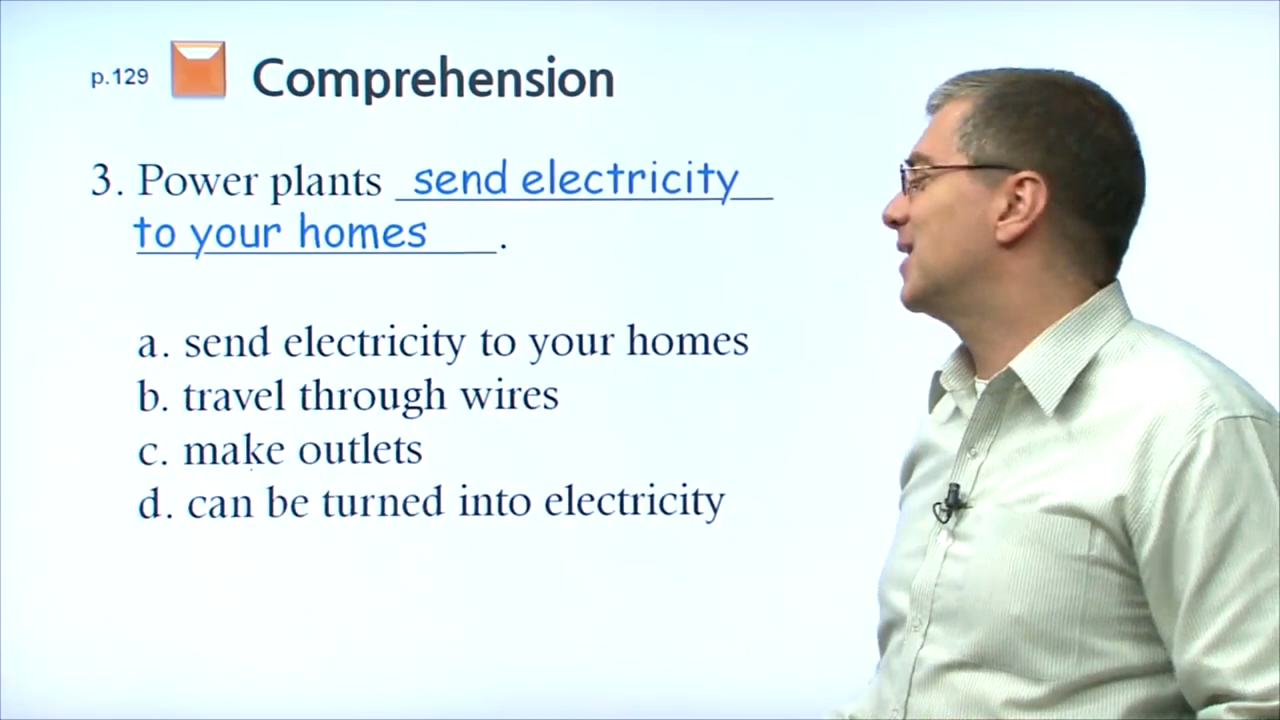 p.129 Comprehension
3. Power plants send electricity
to your homes.
a. send electricity to your homes
b. travel through wires
c. make outlets
d. can be turned into electricity